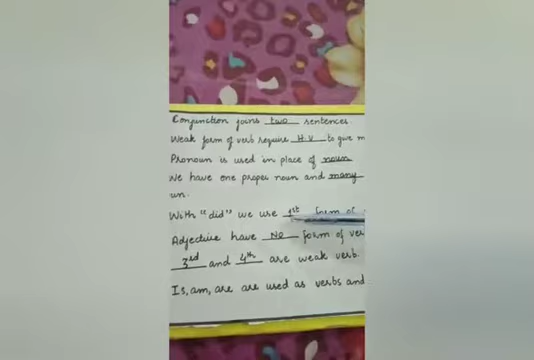 Conjunction joins two sentences
Weak form of verb require H.V to give m
Pronoun is used in place of noun
We have one proper noun and many
un.
With "did" we use 1st form of
Adjective have No form of ver
3rd and 4th are weak verb.
Is, am, are are used as verbs and